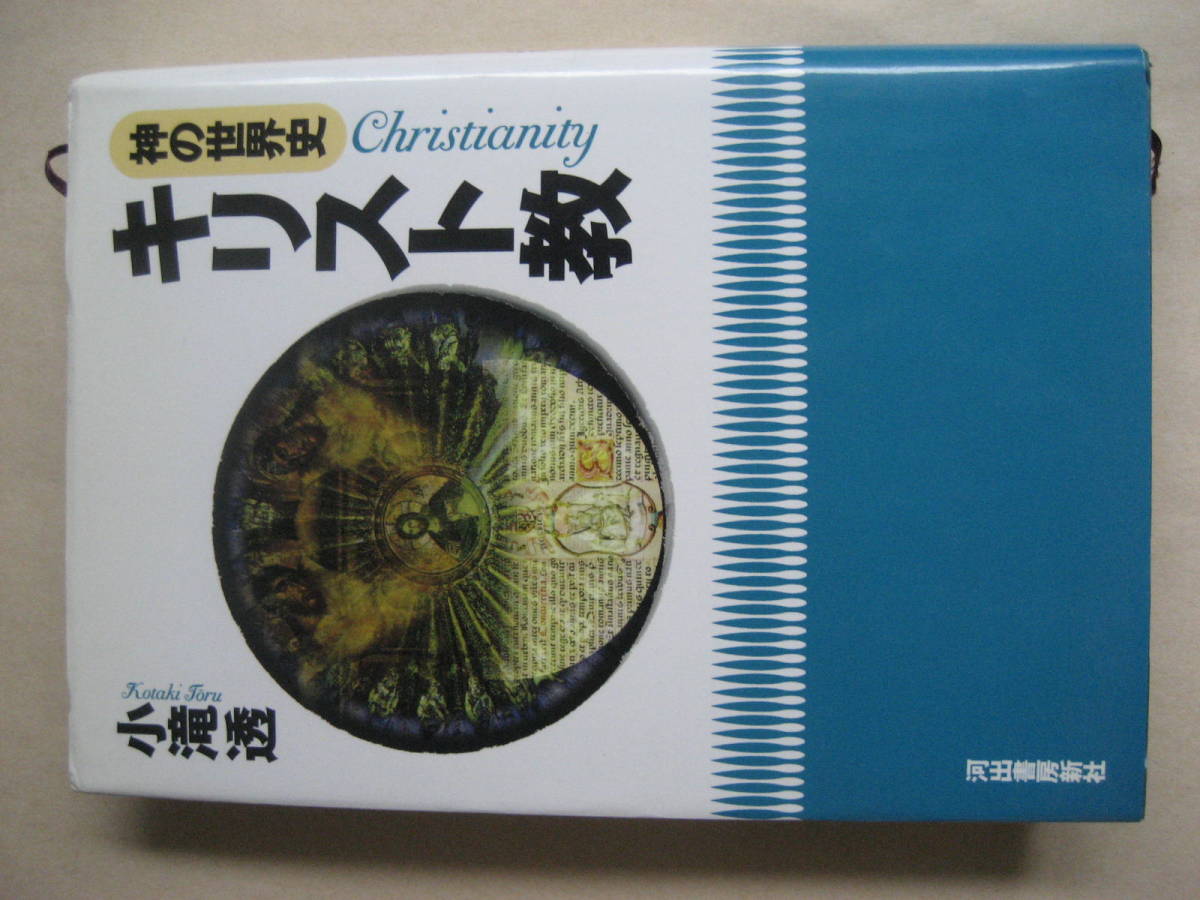 神の世界史
Christianity
キリスト教
Kotaki Tōru
小滝透
河出書房新社